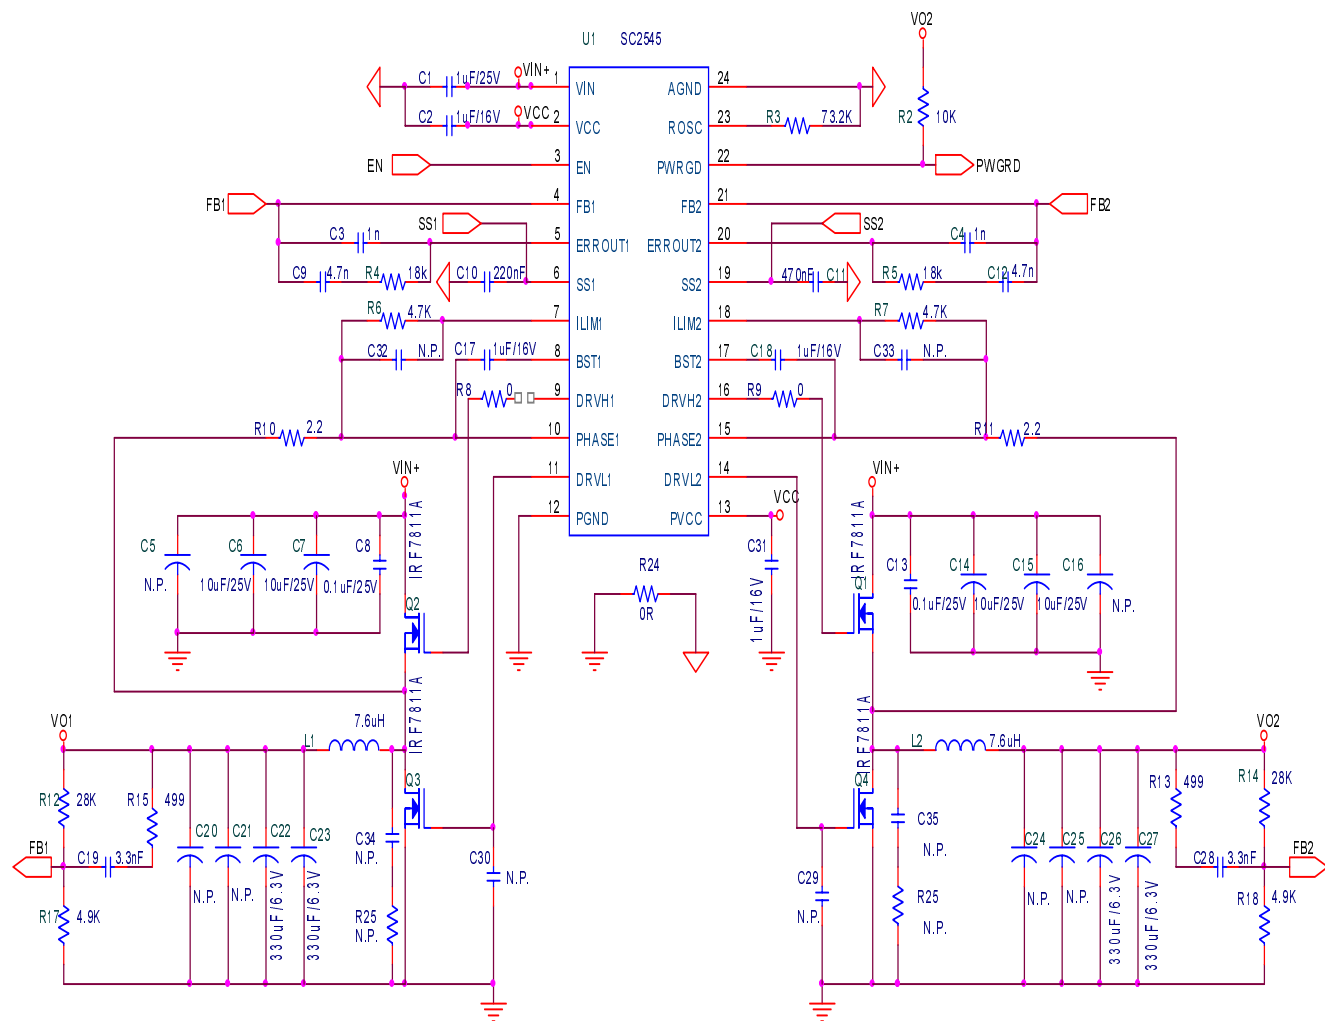 VO2
U1 SC2545
C1 1uF/25V VIN+ 1 VIN AGND 24
C2 1uF/16V VCC 2 VCC ROSC 23 R3 73.2K R2 10K
EN 3 EN PWRGD 22 PWGRD
FB1 4 FB1 FB2 21 FB2
SS1 SS2
C3 1n 5 ERROUT1 ERROUT2 20 C4 1n
C9 4.7n R4 18k C10 220nF 6 SS1 SS2 19 470nF C11 R5 18k C12 4.7n
R6 4.7K 7 ILIM1 ILIM2 18 R7 4.7K
C32 N.P. C17 1uF/16V 8 BST1 BST2 17 C18 1uF/16V C33 N.P.
R8 0 9 DRVH1 DRVH2 16 R9 0
R10 2.2 10 PHASE1 PHASE2 15 R11 2.2
VIN+ 11 DRVL1 DRVL2 14 VIN+
12 PGND PVCC 13 VCC
IRF7811A IRF7811A
C5 C6 C7 C8 C31 C13 C14 C15 C16
N.P. 10uF/25V 10uF/25V 0.1uF/25V R24 Q1
0R 1uF/16V 0.1uF/25V 10uF/25V 10uF/25V N.P.
Q2
IRF7811A IRF7811A
VO1 7.6uH VO2
L1 L2 7.6uH
Q3 Q4
R12 28K R15 499 R13 499 R14 28K
C20 C21 C22 C23 C34 N.P. C35 N.P. C24 C25 C26 C27
FB1 C19 3.3nF C30 N.P. C29 N.P. C28 3.3nF FB2
N.P. N.P. 330uF/6.3V 330uF/6.3V N.P. N.P. 330uF/6.3V 330uF/6.3V
R17 4.9K R25 N.P. R25 N.P. R18 4.9K